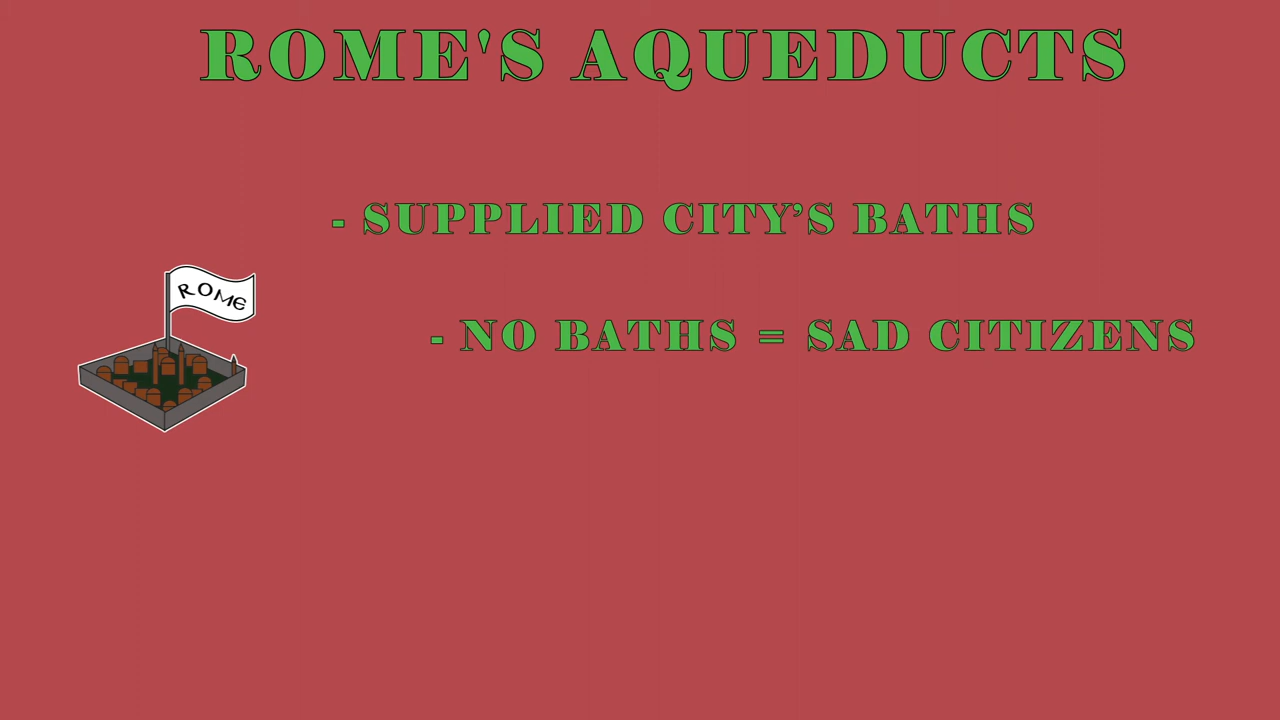 ROME'S AQUEDUCTS
- SUPPLIED CITY’S BATHS
ROME
- NO BATHS = SAD CITIZENS